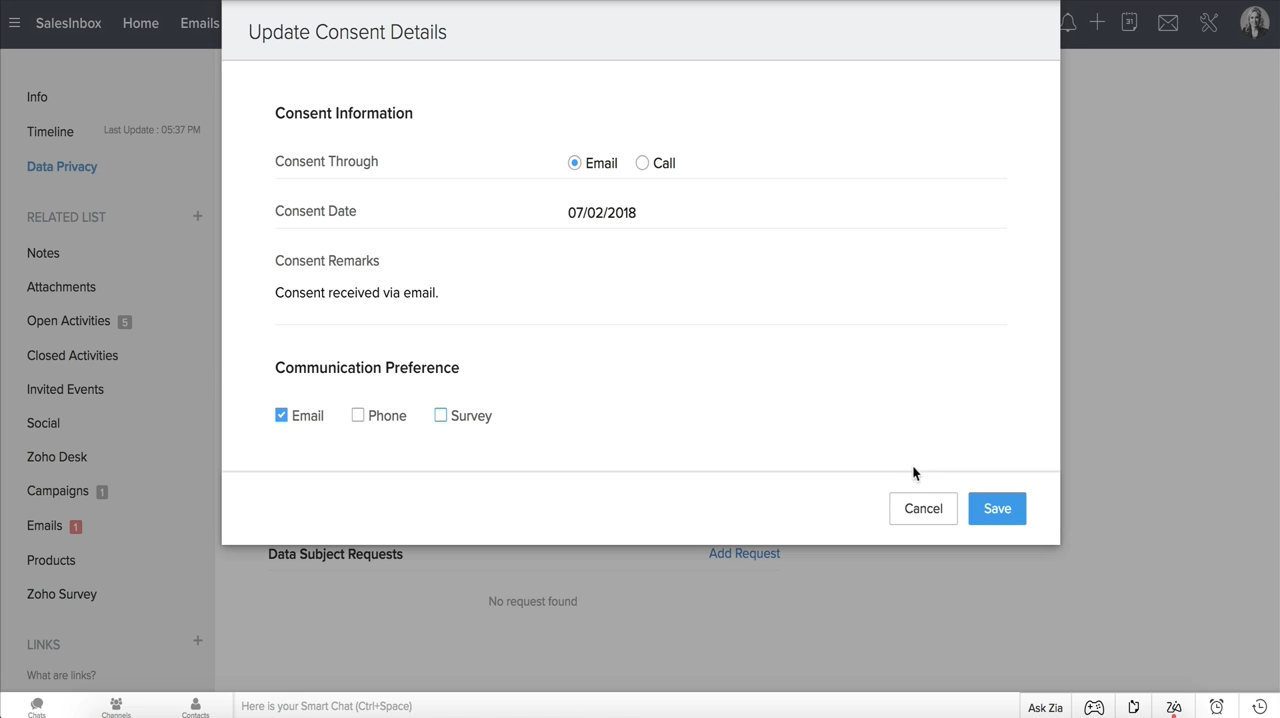 SalesInbox Home Emails
31
Update Consent Details
Info
Timeline Last Update : 05:37 PM
Data Privacy
RELATED LIST +
Notes
Attachments
Open Activities 5
Closed Activities
Invited Events
Social
Zoho Desk
Campaigns 1
Emails 1
Products
Zoho Survey
LINKS +
What are links?
Consent Information
Consent Through Email Call
Consent Date 07/02/2018
Consent Remarks
Consent received via email.
Communication Preference
Email Phone Survey
Cancel Save
Data Subject Requests Add Request
No request found
Chats Channels Contacts Here is your Smart Chat (Ctrl+Space) Ask Zia